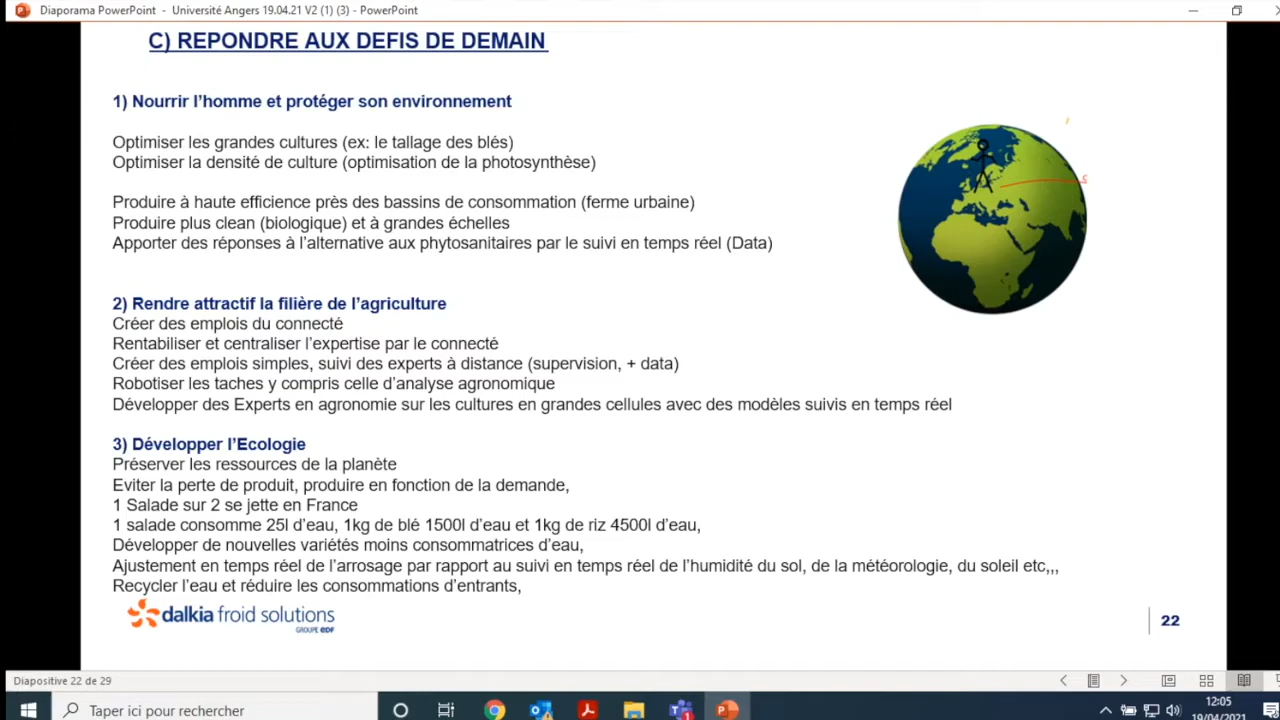 Diaporama PowerPoint - Université Angers 19.04.21 V2 (1) (3) - PowerPoint
C) REPONDRE AUX DEFIS DE DEMAIN
1) Nourrir l'homme et protéger son environnement
Optimiser les grandes cultures (ex: le tallage des blés)
Optimiser la densité de culture (optimisation de la photosynthèse)
Produire à haute efficience près des bassins de consommation (ferme urbaine)
Produire plus clean (biologique) et à grandes échelles
Apporter des réponses à l'alternative aux phytosanitaires par le suivi en temps réel (Data)
2) Rendre attractif la filière de l'agriculture
Créer des emplois du connecté
Rentabiliser et centraliser l'expertise par le connecté
Créer des emplois simples, suivi des experts à distance (supervision, + data)
Robotiser les taches y compris celle d'analyse agronomique
Développer des Experts en agronomie sur les cultures en grandes cellules avec des modèles suivis en temps réel
3) Développer l'Ecologie
Préserver les ressources de la planète
Eviter la perte de produit, produire en fonction de la demande,
1 Salade sur 2 se jette en France
1 salade consomme 25l d'eau, 1kg de blé 1500l d'eau et 1kg de riz 4500l d'eau,
Développer de nouvelles variétés moins consommatrices d'eau,
Ajustement en temps réel de l'arrosage par rapport au suivi en temps réel de l'humidité du sol, de la météorologie, du soleil etc,,,
Recycler l'eau et réduire les consommations d'entrants,
dalkia froid solutions
GROUPE EDF
22
Diapositive 22 de 29
Taper ici pour rechercher
1
12:05
19/04/2021